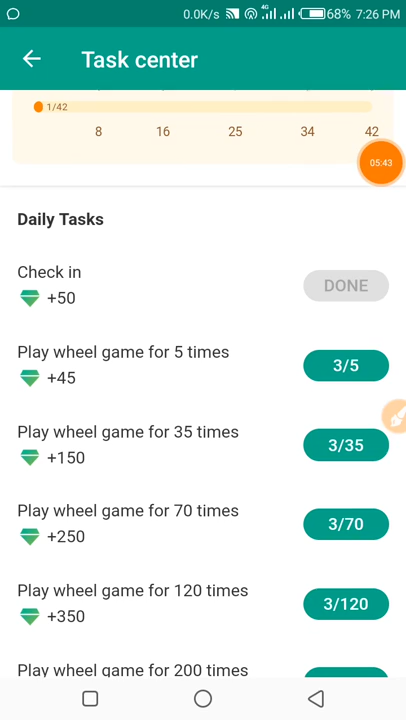 0.0K/s 4G 68% 7:26 PM
Task center
1/42
8 16 25 34 42
05:43
Daily Tasks
Check in
+50
DONE
Play wheel game for 5 times
+45
3/5
Play wheel game for 35 times
+150
3/35
Play wheel game for 70 times
+250
3/70
Play wheel game for 120 times
+350
3/120
Play wheel game for 200 times